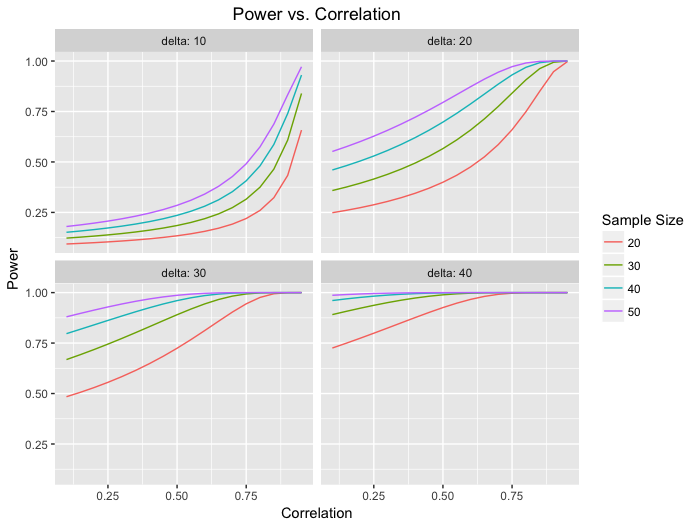 Power vs. Correlation
delta: 10
delta: 20
1.00
0.75
0.50
0.25
delta: 30
delta: 40
1.00
0.75
0.50
0.25
0.25 0.50 0.75
0.25 0.50 0.75
Correlation
Power
Sample Size
20
30
40
50